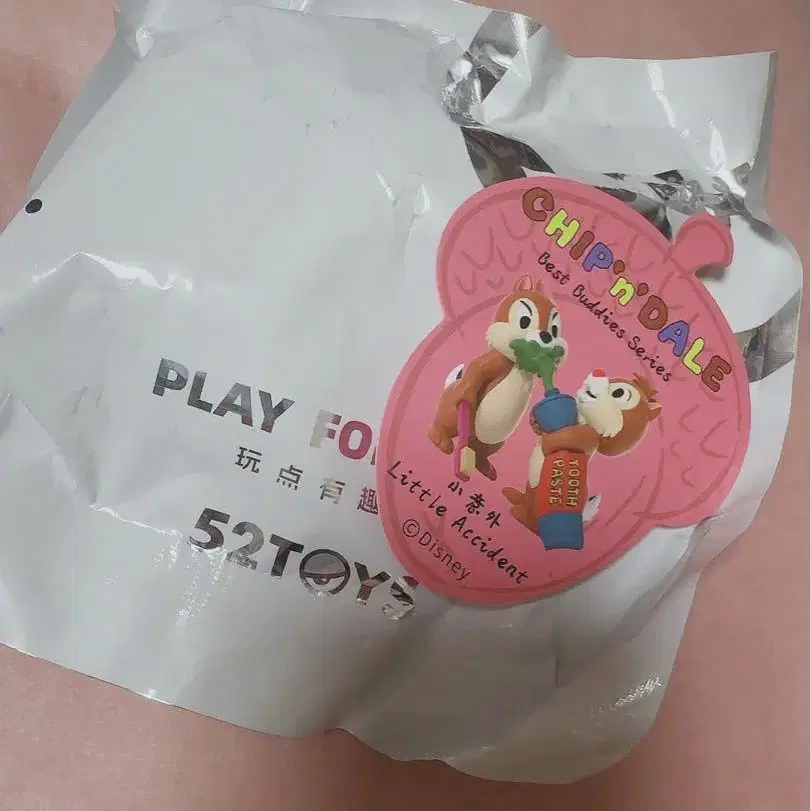 CHIP'n'DALE
Best Buddies Series
TOOTH
PASTE
小意外
Little Accident
©Disney
PLAY FO
玩点有趣
52TOYS